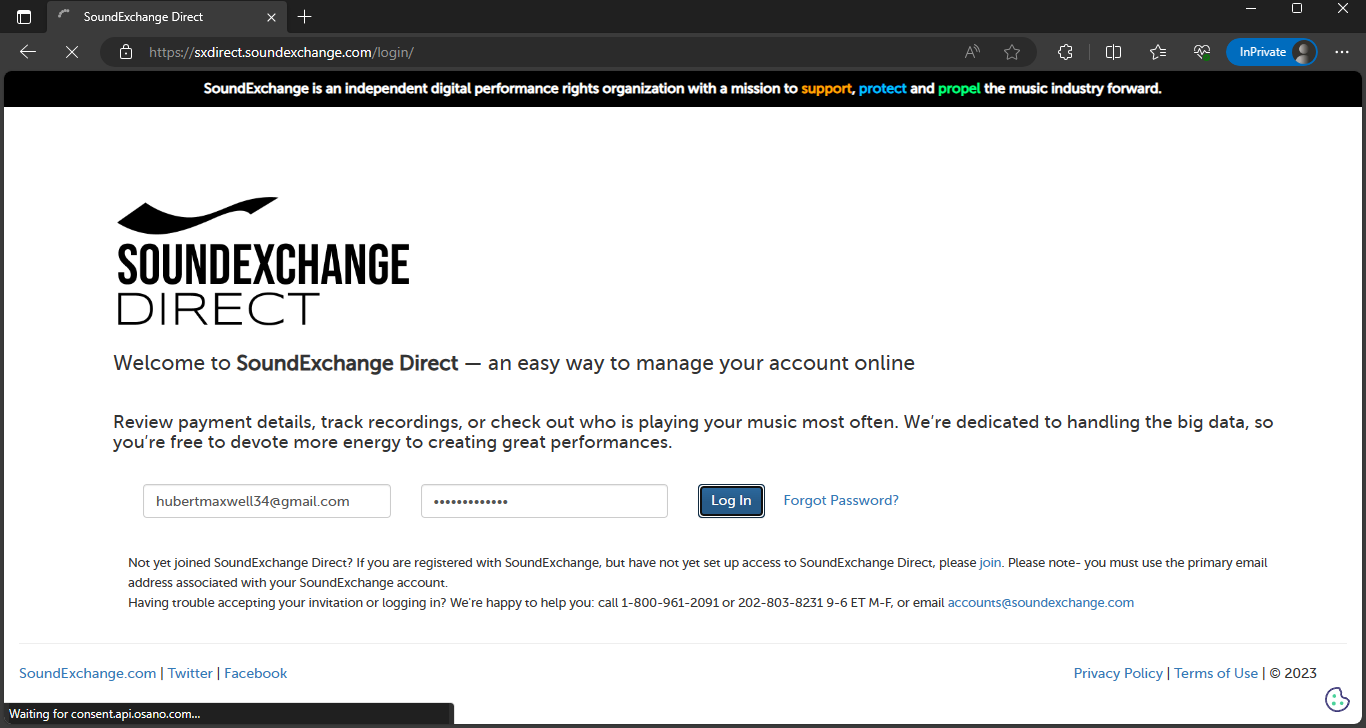 SoundExchange Direct
https://sxdirect.soundexchange.com/login/
InPrivate
SoundExchange is an independent digital performance rights organization with a mission to support, protect and propel the music industry forward.
SOUNDEXCHANGE
DIRECT
Welcome to SoundExchange Direct — an easy way to manage your account online
Review payment details, track recordings, or check out who is playing your music most often. We're dedicated to handling the big data, so
you're free to devote more energy to creating great performances.
hubertmaxwell34@gmail.com •••••••••••••
Log In
Forgot Password?
Not yet joined SoundExchange Direct? If you are registered with SoundExchange, but have not yet set up access to SoundExchange Direct, please join. Please note- you must use the primary email
address associated with your SoundExchange account.
Having trouble accepting your invitation or logging in? We're happy to help you: call 1-800-961-2091 or 202-803-8231 9-6 ET M-F, or email accounts@soundexchange.com
SoundExchange.com | Twitter | Facebook
Privacy Policy | Terms of Use | © 2023
Waiting for consent.api.osano.com...